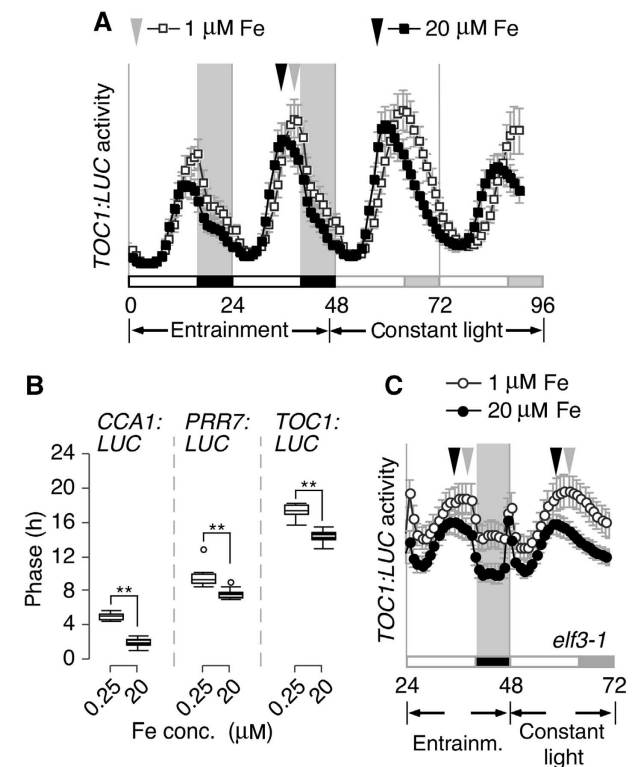 A
1 μM Fe
20 μM Fe
TOC1:LUC activity
0 24 48 72 96
Entrainment Constant light
B
CCA1: PRR7: TOC1:
LUC LUC LUC
24
20
16
12
8
4
0
Phase (h)
**
**
**
0.25 20 0.25 20 0.25 20
Fe conc. (μM)
C
1 μM Fe
20 μM Fe
TOC1:LUC activity
elf3-1
24 48 72
Entrainm. Constant
light